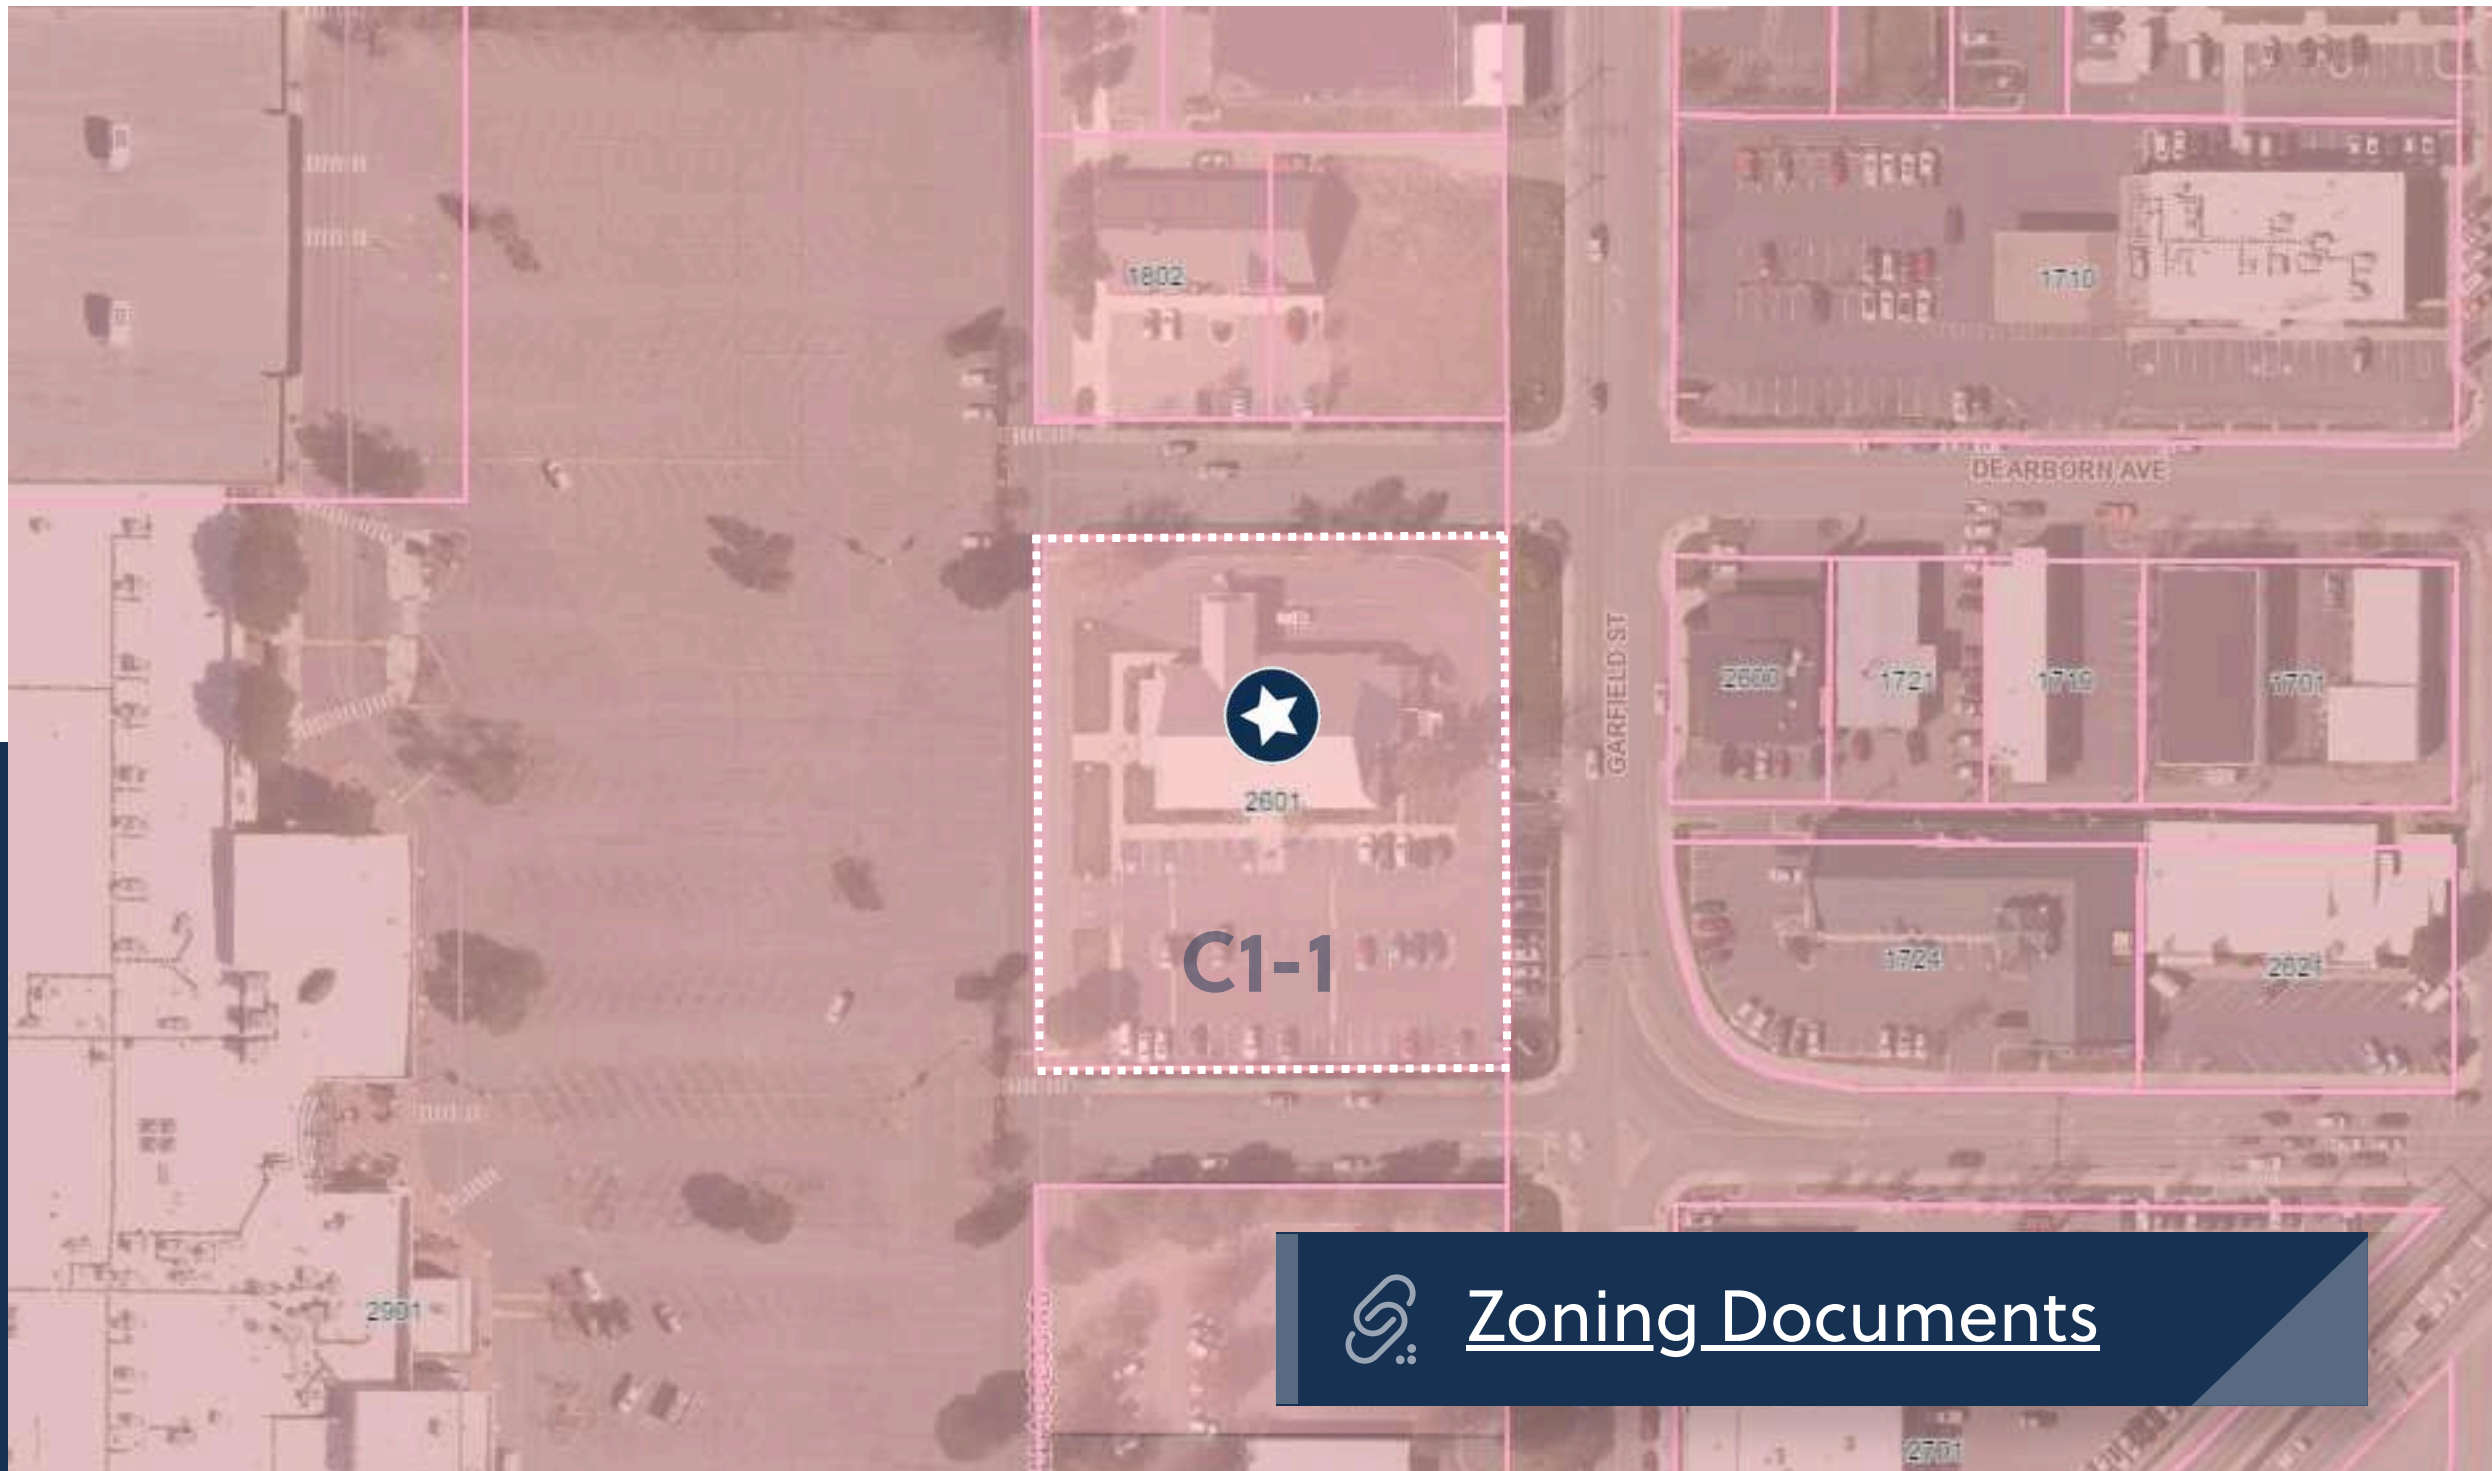 1802
1710
DEARBORN AVE
GARFIELD ST
2600
1721
1719
1701
2601
C1-1
1724
2621
2901
Zoning Documents
2701